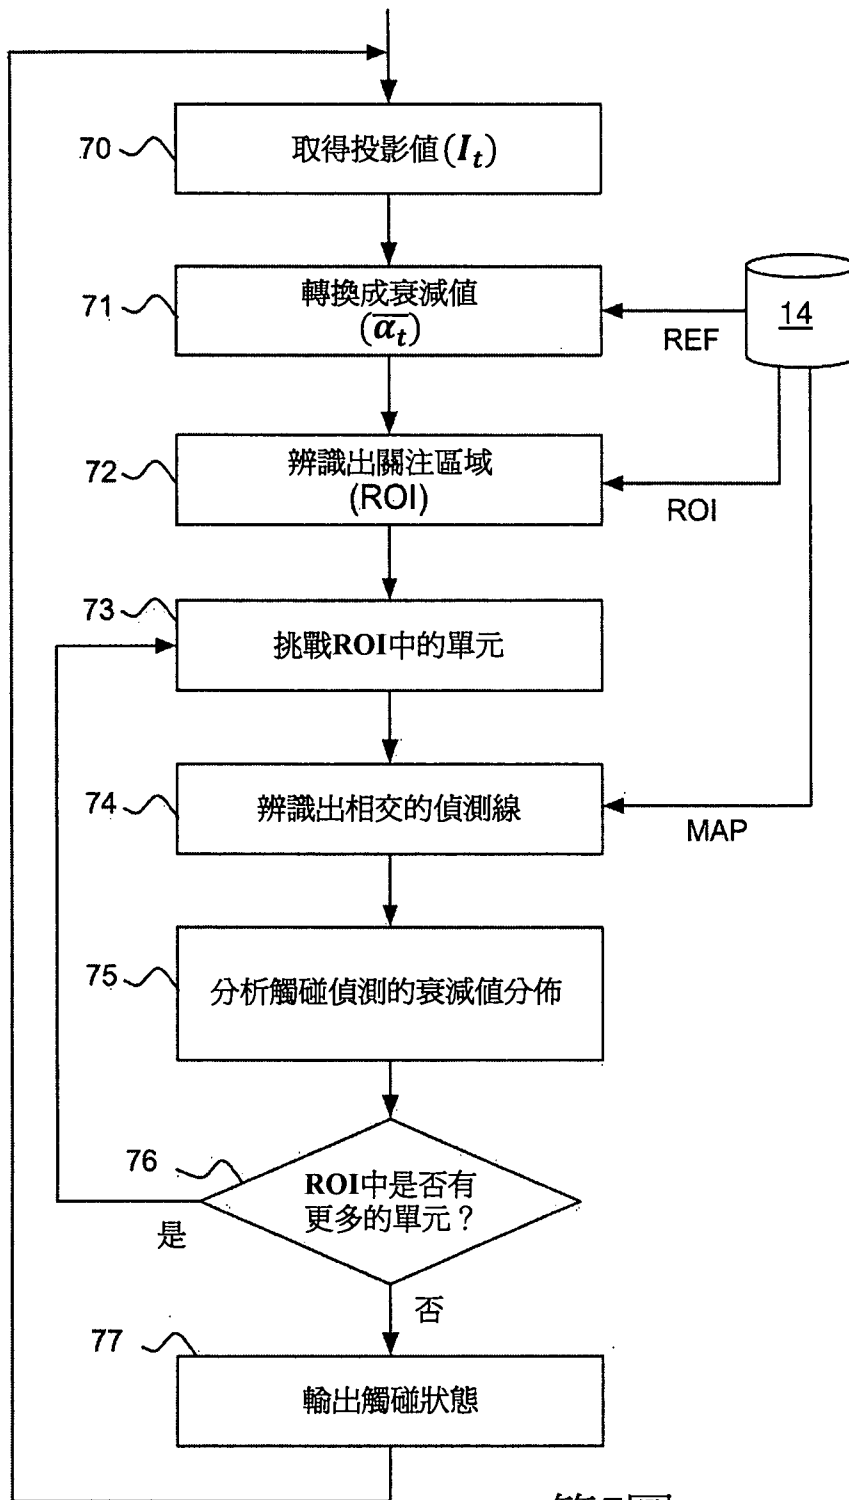 70
取得投影值(I_t)
71
轉換成衰減值
(α_t)
14
REF
72
辨識出關注區域
(ROI)
ROI
73
挑戰ROI中的單元
74
辨識出相交的偵測線
MAP
75
分析觸碰偵測的衰減值分佈
76
ROI中是否有
更多的單元？
是
否
77
輸出觸碰狀態